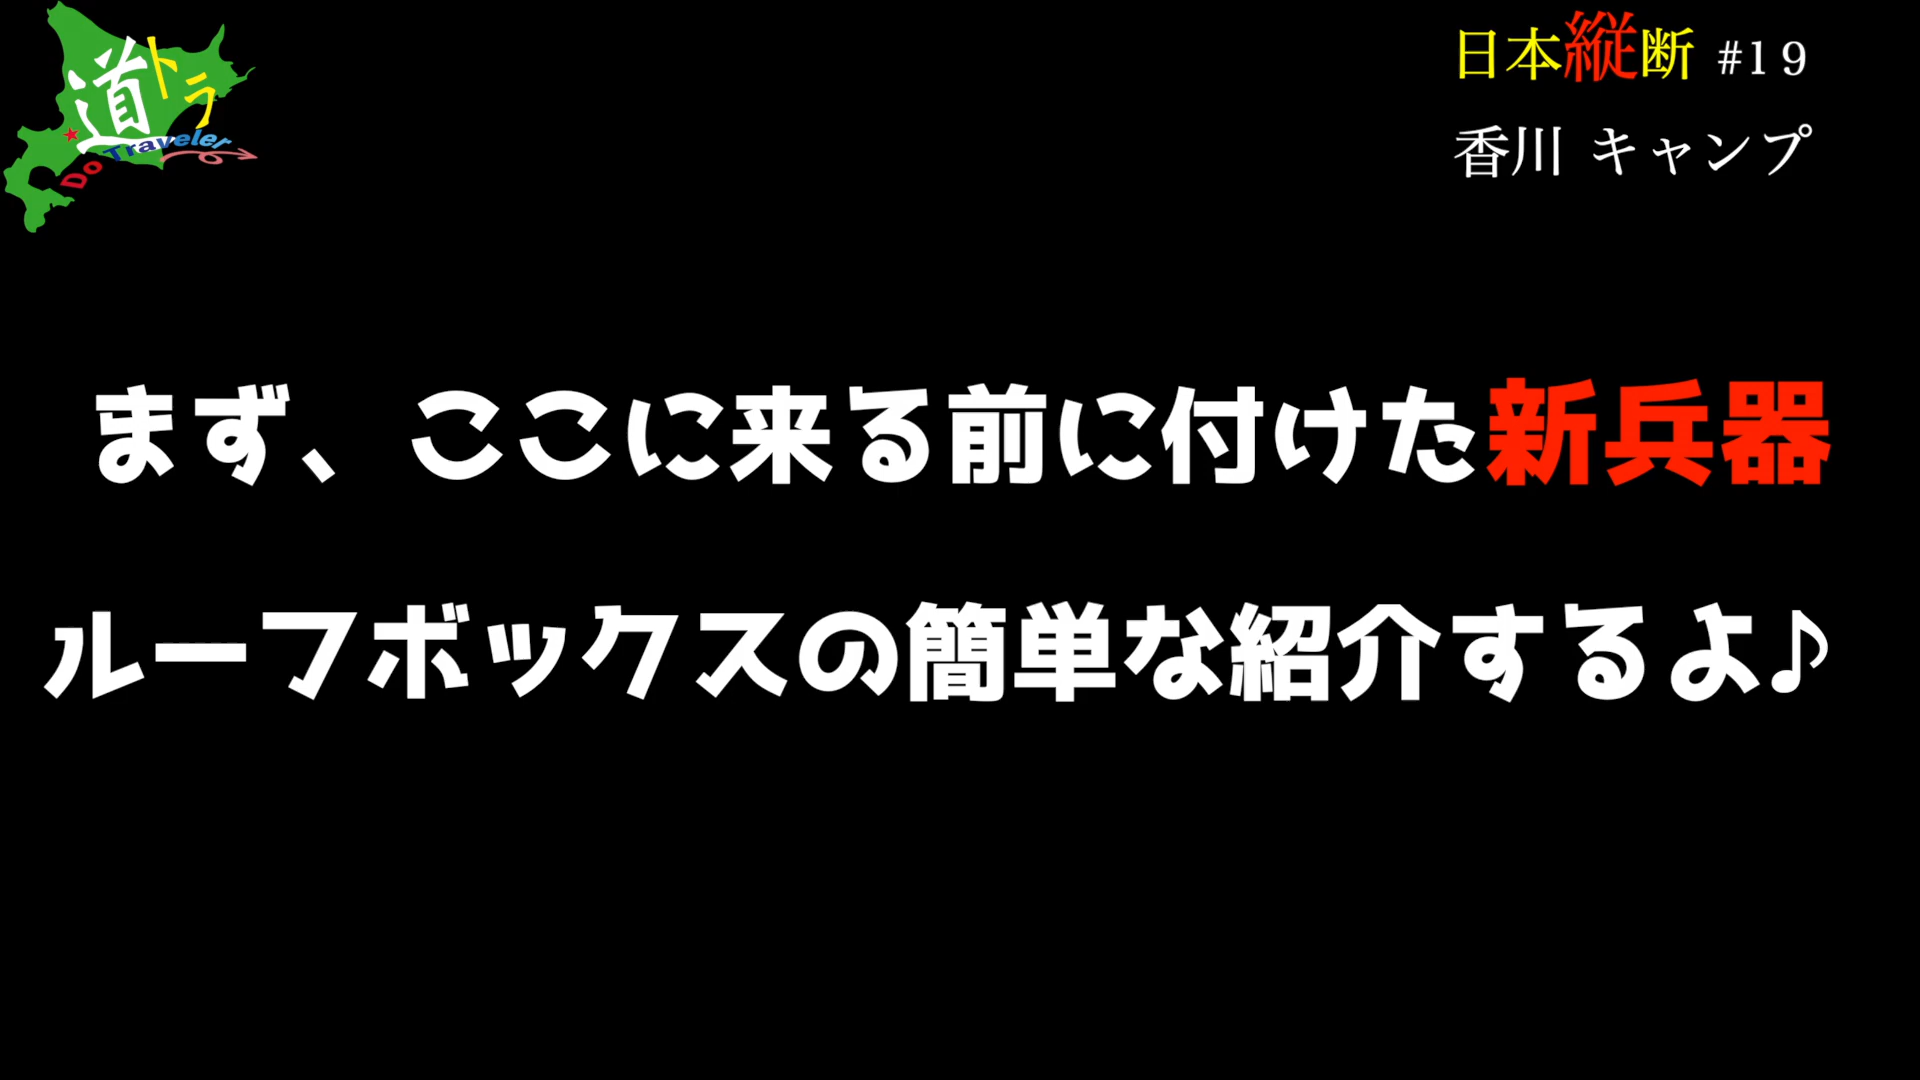 道トラ
Do Traveler
日本縦断 #19
香川 キャンプ
まず、ここに来る前に付けた新兵器
ルーフボックスの簡単な紹介するよ♪